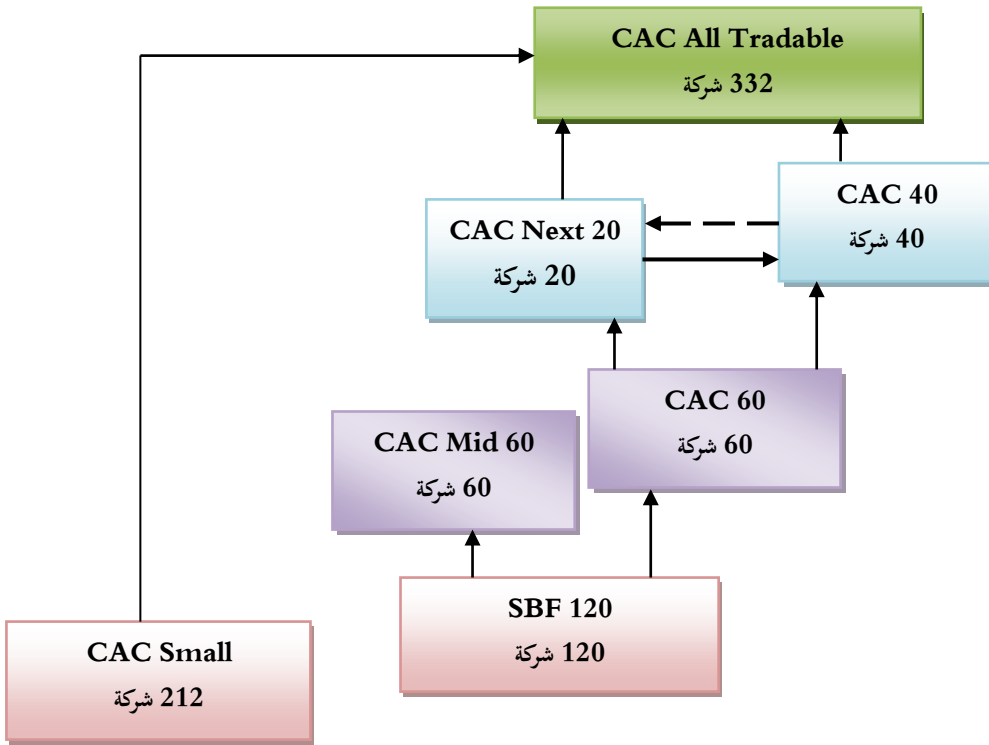 CAC All Tradable
332 شركة
CAC 40
40 شركة
CAC Next 20
20 شركة
CAC 60
60 شركة
CAC Mid 60
60 شركة
SBF 120
120 شركة
CAC Small
212 شركة